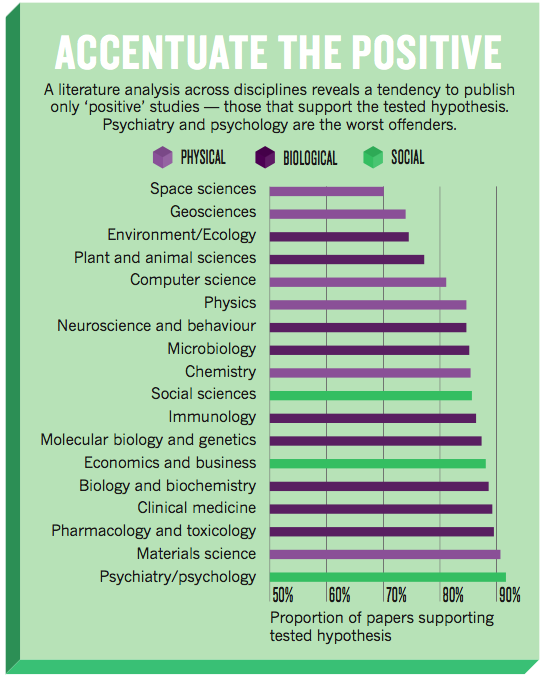 ACCENTUATE THE POSITIVE
A literature analysis across disciplines reveals a tendency to publish
only ‘positive’ studies — those that support the tested hypothesis.
Psychiatry and psychology are the worst offenders.
PHYSICAL BIOLOGICAL SOCIAL
Space sciences
Geosciences
Environment/Ecology
Plant and animal sciences
Computer science
Physics
Neuroscience and behaviour
Microbiology
Chemistry
Social sciences
Immunology
Molecular biology and genetics
Economics and business
Biology and biochemistry
Clinical medicine
Pharmacology and toxicology
Materials science
Psychiatry/psychology
50% 60% 70% 80% 90%
Proportion of papers supporting
tested hypothesis